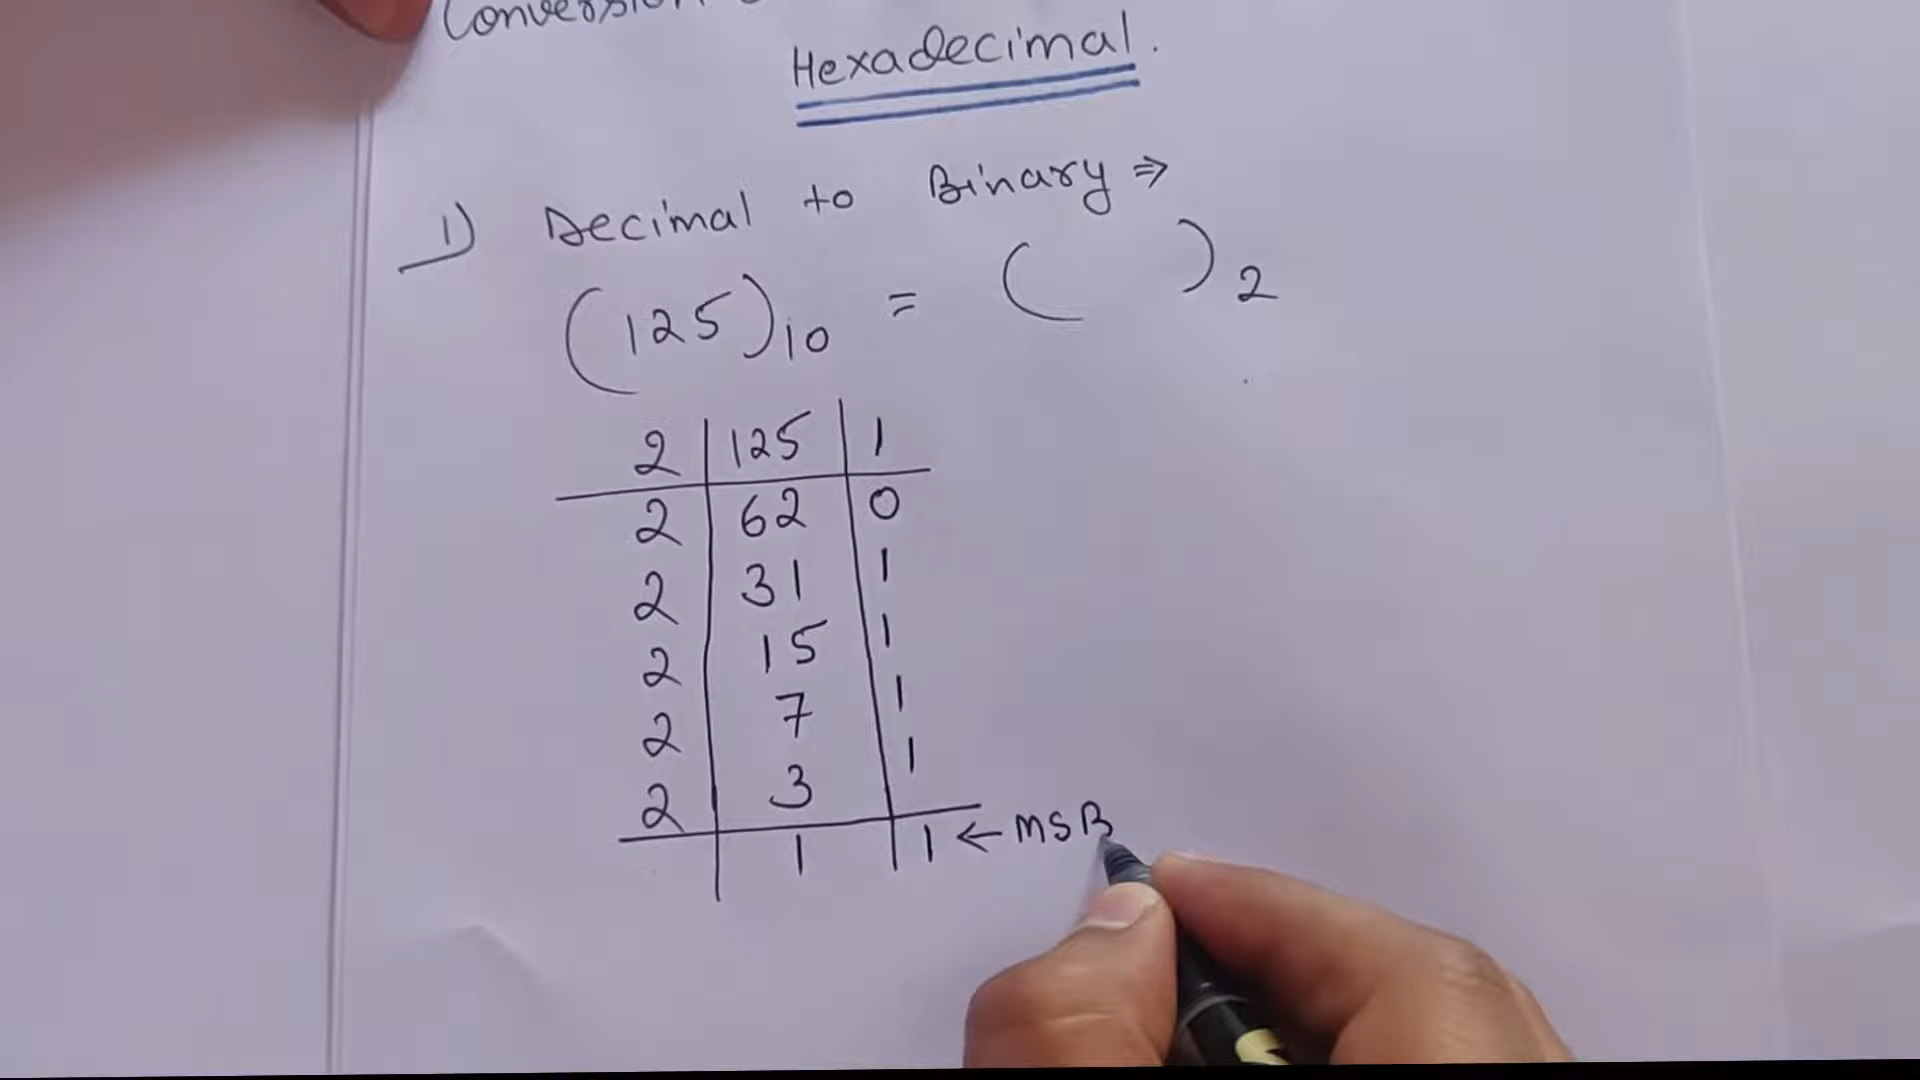 Conversion
Hexadecimal.
1) Decimal to Binary ⇒
(125)10 = ( )2
2 | 125 | 1
2 | 62 | 0
2 | 31 | 1
2 | 15 | 1
2 | 7 | 1
2 | 3 | 1
1 | 1 ← MSB